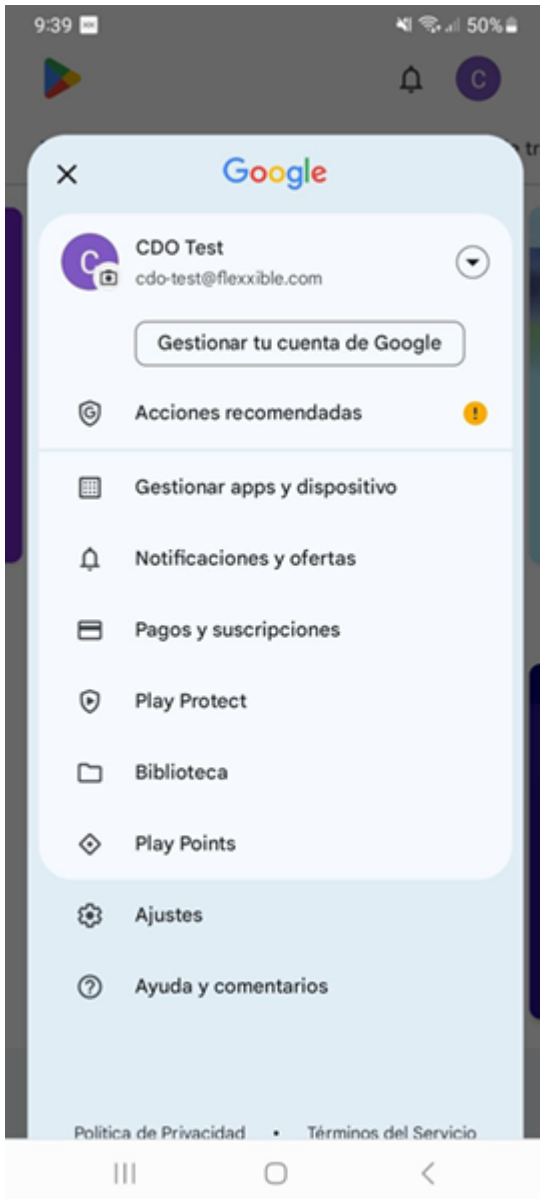 9:39 50%
C
Google
C CDO Test
cdo-test@flexxible.com
Gestionar tu cuenta de Google
Acciones recomendadas
Gestionar apps y dispositivo
Notificaciones y ofertas
Pagos y suscripciones
Play Protect
Biblioteca
Play Points
Ajustes
Ayuda y comentarios
Política de Privacidad • Términos del Servicio